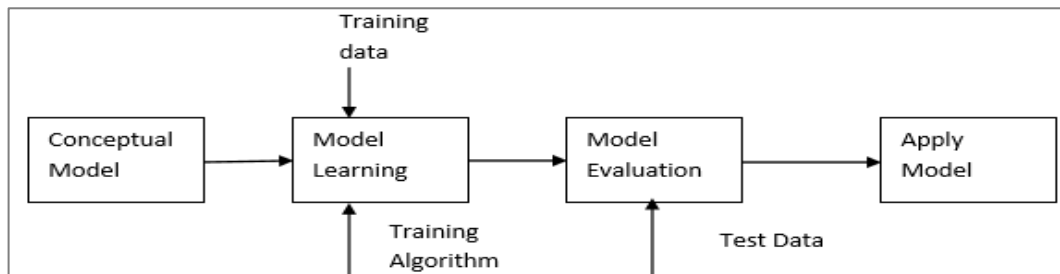 Training
data
Conceptual
Model
Model
Learning
Model
Evaluation
Apply
Model
Training
Algorithm
Test Data